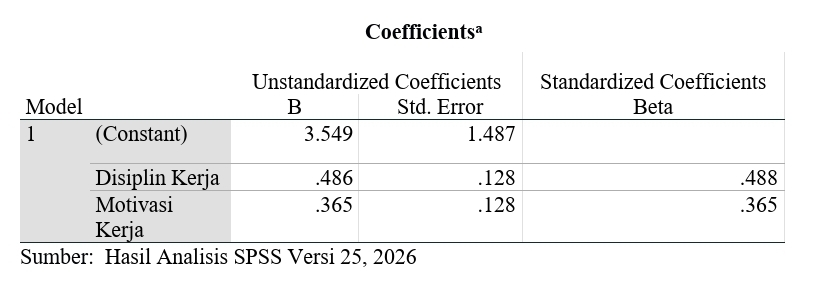 Coefficientsª
Unstandardized Coefficients Standardized Coefficients
Model B Std. Error Beta
1 (Constant) 3.549 1.487
Disiplin Kerja .486 .128 .488
Motivasi .365 .128 .365
Kerja
Sumber: Hasil Analisis SPSS Versi 25, 2026